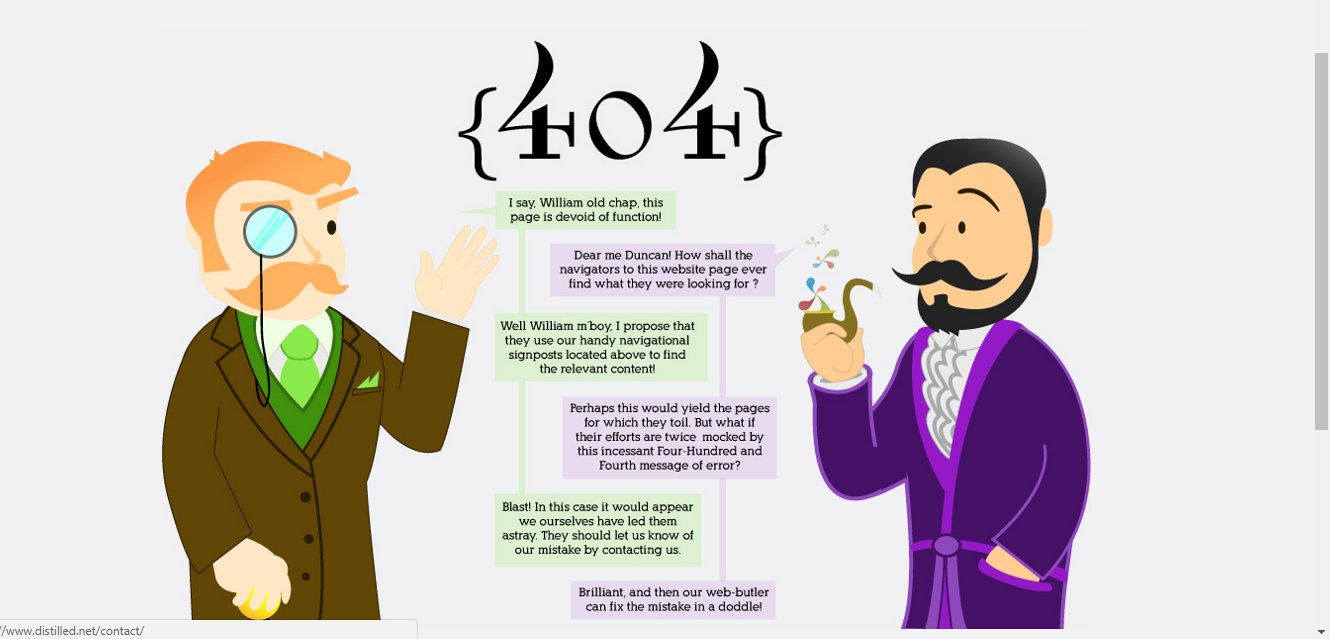 {404}
I say, William old chap, this
page is devoid of function!
Dear me Duncan! How shall the
navigators to this website page ever
find what they were looking for ?
Well William m'boy, I propose that
they use our handy navigational
signposts located above to find
the relevant content!
Perhaps this would yield the pages
for which they toil. But what if
their efforts are twice mocked by
this incessant Four-Hundred and
Fourth message of error?
Blast! In this case it would appear
we ourselves have led them
astray. They should let us know of
our mistake by contacting us.
Brilliant, and then our web-butler
can fix the mistake in a doddle!
//www.distilled.net/contact/